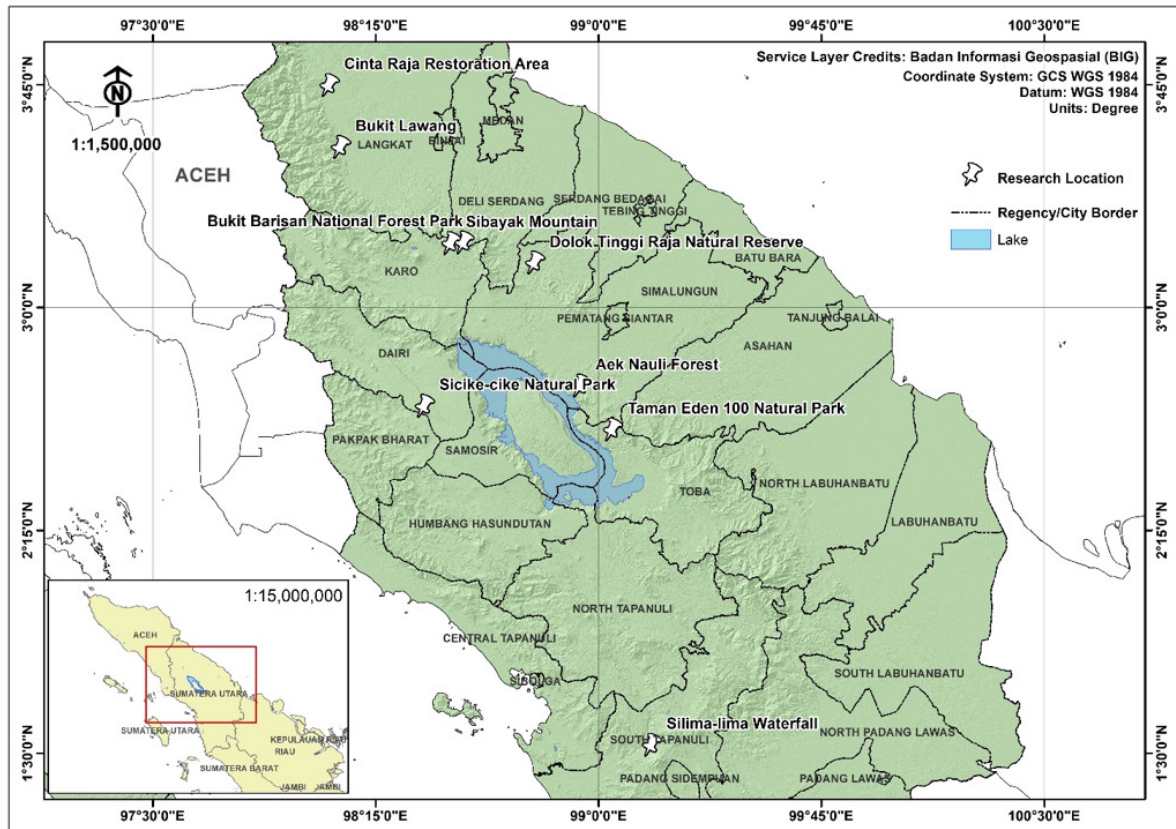 97°30'0"E
98°15'0"E
99°0'0"E
99°45'0"E
100°30'0"E
Service Layer Credits: Badan Informasi Geospasial (BIG)
Coordinate System: GCS WGS 1984
Datum: WGS 1984
Units: Degree
3°45'0"N
3°45'0"N
N
1:1,500,000
Cinta Raja Restoration Area
MEDAN
Bukit Lawang
BINJAI
LANGKAT
ACEH
Research Location
Regency/City Border
Lake
DELI SERDANG
SERDANG BEDAGAI
TEBING TINGGI
Bukit Barisan National Forest Park
Sibayak Mountain
Dolok Tinggi Raja Natural Reserve
BATU BARA
KARO
SIMALUNGUN
3°0'0"N
3°0'0"N
PEMATANG SIANTAR
TANJUNG BALAI
DAIRI
ASAHAN
Aek Nauli Forest
Sicike-cike Natural Park
Taman Eden 100 Natural Park
PAKPAK BHARAT
SAMOSIR
TOBA
NORTH LABUHANBATU
HUMBANG HASUNDUTAN
LABUHANBATU
2°15'0"N
2°15'0"N
1:15,000,000
ACEH
SUMATERA UTARA
SUMATERA UTARA
KEPULAUAN RIAU
RIAU
SUMATERA BARAT
JAMBI
JAMBI
NORTH TAPANULI
CENTRAL TAPANULI
SIBOLGA
SOUTH LABUHANBATU
Silima-lima Waterfall
SOUTH TAPANULI
NORTH PADANG LAWAS
1°30'0"N
1°30'0"N
PADANG SIDEMPUAN
PADANG LAWAS
97°30'0"E
98°15'0"E
99°0'0"E
99°45'0"E
100°30'0"E